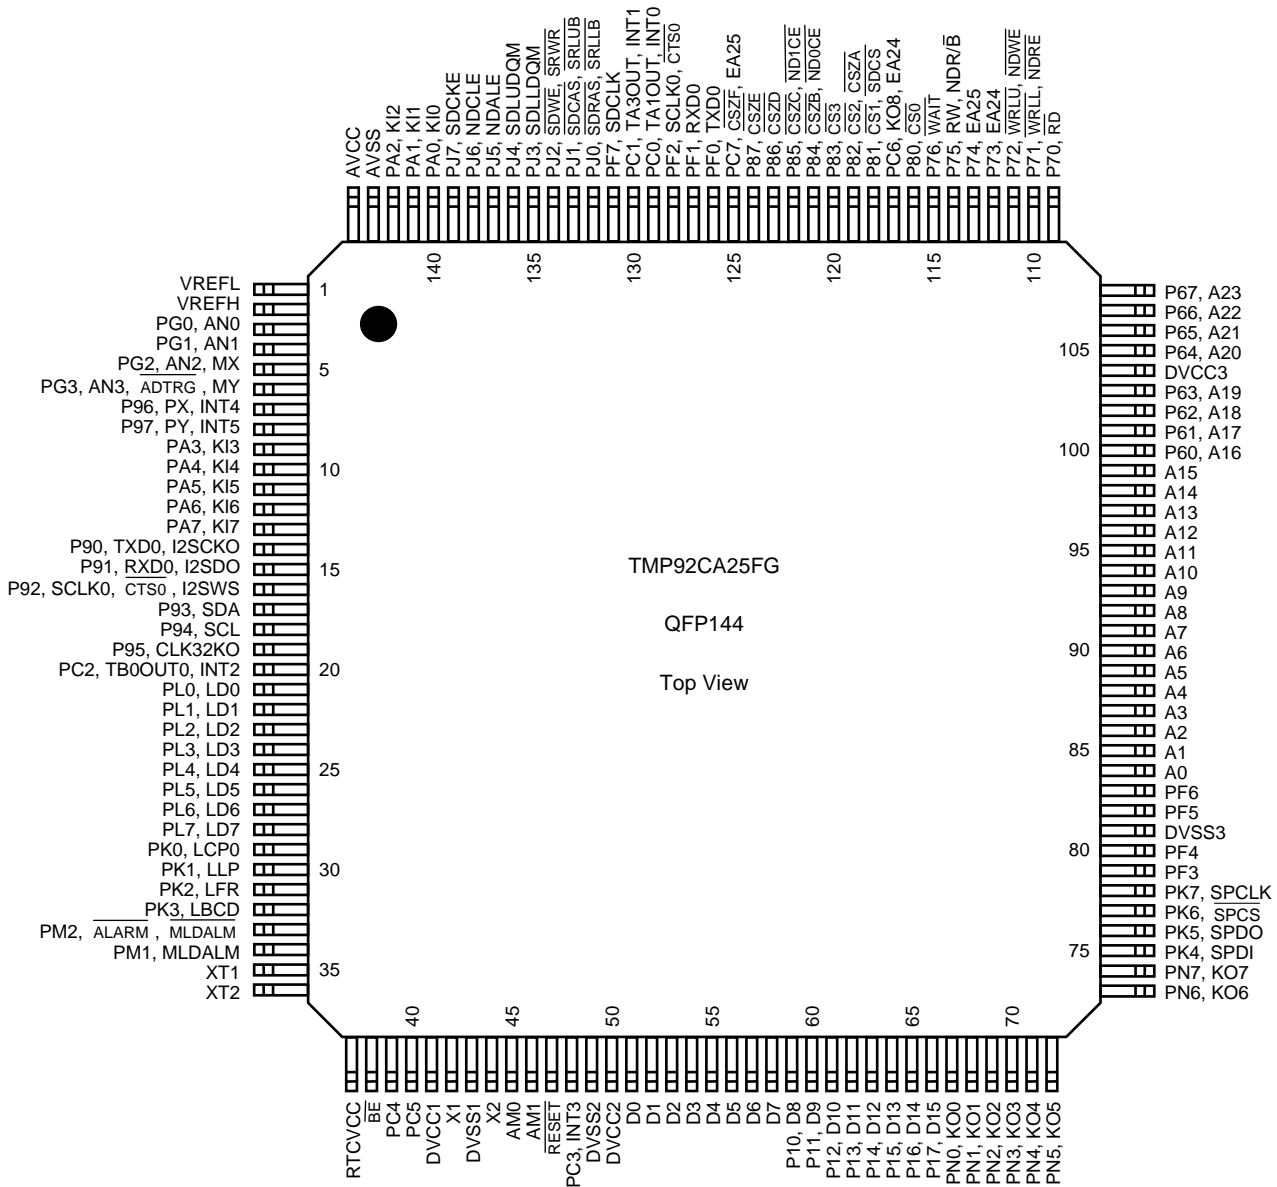 AVCC
AVSS
PA2, KI2
PA1, KI1
PA0, KI0
PJ7, SDCKE
PJ6, NDCLE
PJ5, NDALE
PJ4, SDLUDQM
PJ3, SDLLDQM
PJ2, SDWE, SRWR
PJ1, SDCAS, SRLUB
PJ0, SDRAS, SRLLB
PF7, SDCLK
PC1, TA3OUT, INT1
PC0, TA1OUT, INT0
PF2, SCLK0, CTS0
PF1, RXD0
PF0, TXD0
PC7, CSZF, EA25
P87, CSZE
P86, CSZD
P85, CSZC, ND1CE
P84, CSZB, ND0CE
P83, CS3
P82, CS2, CSZA
P81, CS1, SDCS
PC6, KO8, EA24
P80, CS0
P76, WAIT
P75, RW, NDR/B
P74, EA25
P73, EA24
P72, WRLU, NDWE
P71, WRLL, NDRE
P70, RD
140
135
130
125
120
115
110
VREFL
VREFH
PG0, AN0
PG1, AN1
PG2, AN2, MX
PG3, AN3, ADTRG , MY
P96, PX, INT4
P97, PY, INT5
PA3, KI3
PA4, KI4
PA5, KI5
PA6, KI6
PA7, KI7
P90, TXD0, I2SCKO
P91, RXD0, I2SDO
P92, SCLK0, CTS0 , I2SWS
P93, SDA
P94, SCL
P95, CLK32KO
PC2, TB0OUT0, INT2
PL0, LD0
PL1, LD1
PL2, LD2
PL3, LD3
PL4, LD4
PL5, LD5
PL6, LD6
PL7, LD7
PK0, LCP0
PK1, LLP
PK2, LFR
PK3, LBCD
PM2, ALARM , MLDALM
PM1, MLDALM
XT1
XT2
1
5
10
15
20
25
30
35
TMP92CA25FG
QFP144
Top View
105
100
95
90
85
80
75
P67, A23
P66, A22
P65, A21
P64, A20
DVCC3
P63, A19
P62, A18
P61, A17
P60, A16
A15
A14
A13
A12
A11
A10
A9
A8
A7
A6
A5
A4
A3
A2
A1
A0
PF6
PF5
DVSS3
PF4
PF3
PK7, SPCLK
PK6, SPCS
PK5, SPDO
PK4, SPDI
PN7, KO7
PN6, KO6
40
45
50
55
60
65
70
RTCVCC
BE
PC4
PC5
DVCC1
X1
DVSS1
X2
AM0
AM1
RESET
PC3, INT3
DVSS2
DVCC2
D0
D1
D2
D3
D4
D5
D6
D7
P10, D8
P11, D9
P12, D10
P13, D11
P14, D12
P15, D13
P16, D14
P17, D15
PN0, KO0
PN1, KO1
PN2, KO2
PN3, KO3
PN4, KO4
PN5, KO5